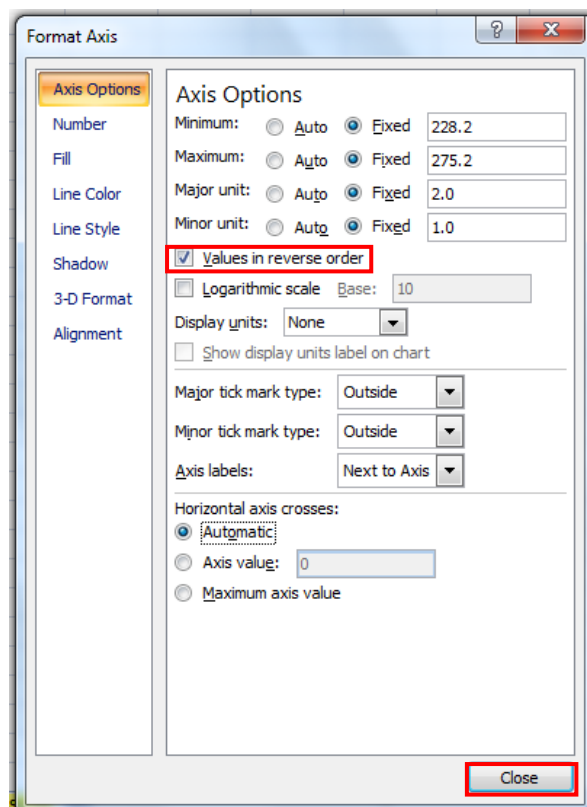 Format Axis
?
X
Axis Options
Number
Fill
Line Color
Line Style
Shadow
3-D Format
Alignment
Axis Options
Minimum: Auto Fixed 228.2
Maximum: Auto Fixed 275.2
Major unit: Auto Fixed 2.0
Minor unit: Auto Fixed 1.0
Values in reverse order
Logarithmic scale Base: 10
Display units: None
Show display units label on chart
Major tick mark type: Outside
Minor tick mark type: Outside
Axis labels: Next to Axis
Horizontal axis crosses:
Automatic
Axis value: 0
Maximum axis value
Close